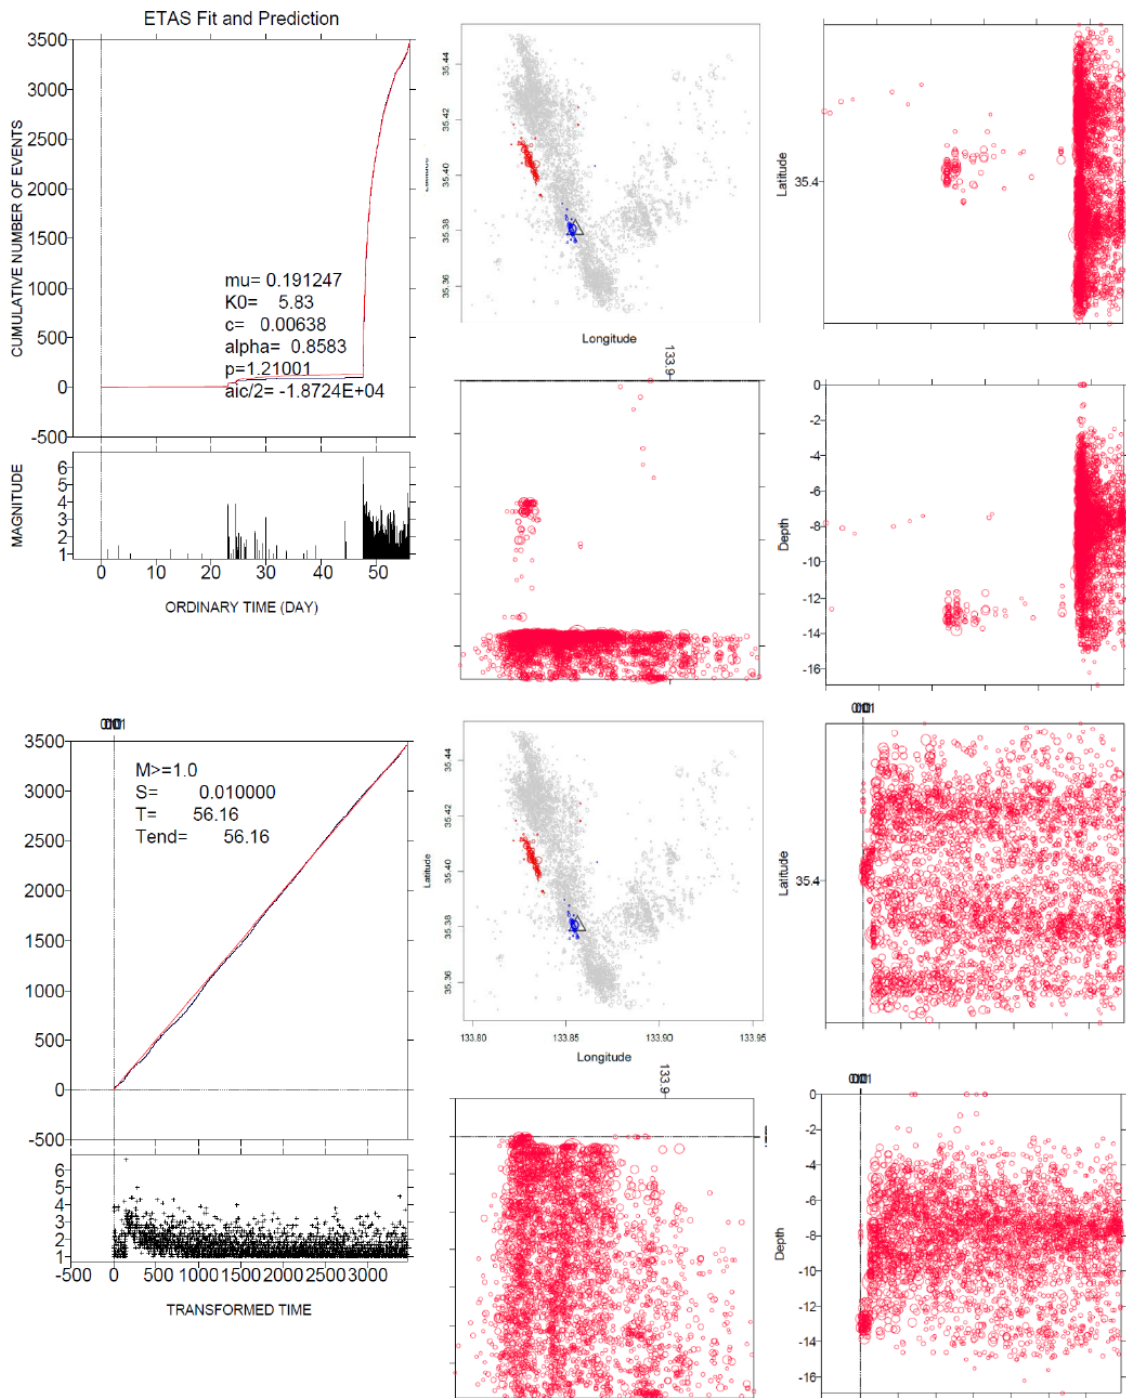 ETAS Fit and Prediction
3500
3000
2500
2000
1500
1000
500
0
-500
CUMULATIVE NUMBER OF EVENTS
mu= 0.191247
K0= 5.83
c= 0.00638
alpha= 0.8583
p=1.21001
aic/2= -1.8724E+04
MAGNITUDE
6
5
4
3
2
1
0 10 20 30 40 50
ORDINARY TIME (DAY)
35.44
35.42
35.40
35.38
35.36
Latitude
Longitude
133.9
Latitude
35.4
Depth
0
-2
-4
-6
-8
-10
-12
-14
-16
3500
3000
2500
2000
1500
1000
500
0
-500
M>=1.0
S= 0.010000
T= 56.16
Tend= 56.16
6
5
4
3
2
1
-500 0 500 1000 1500 2000 2500 3000
TRANSFORMED TIME
35.44
35.42
35.40
35.38
35.36
Latitude
133.80 133.85 133.90 133.95
Longitude
133.9
Latitude
35.4
Depth
0
-2
-4
-6
-8
-10
-12
-14
-16